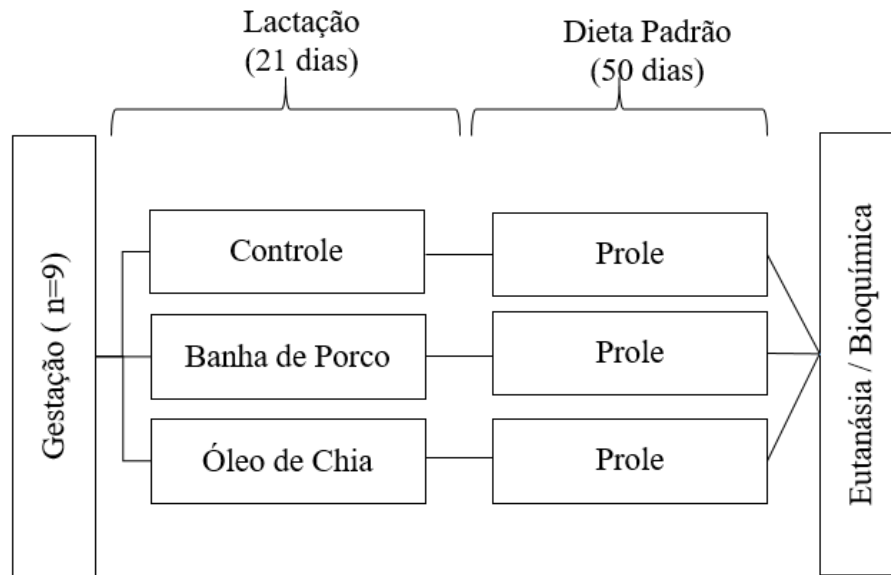 Lactação
(21 dias)
Dieta Padrão
(50 dias)
Gestação ( n=9)
Controle
Prole
Banha de Porco
Prole
Óleo de Chia
Prole
Eutanásia / Bioquímica